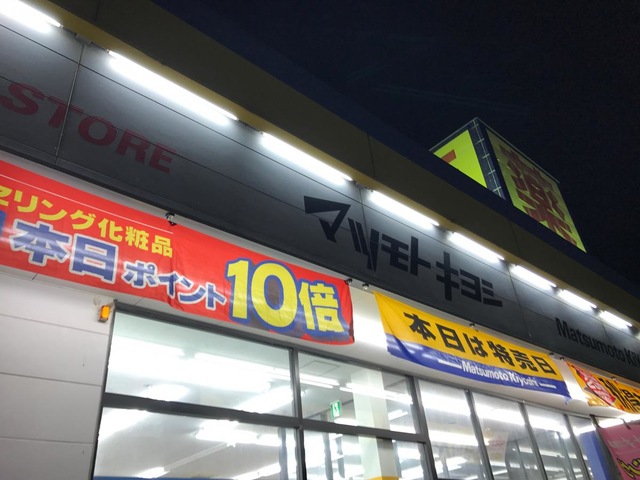 STORE
マツモトキヨシ
Matsumoto
薬
セリング化粧品
本日ポイント10倍
本日は特売日
Matsumoto Kiyoshi